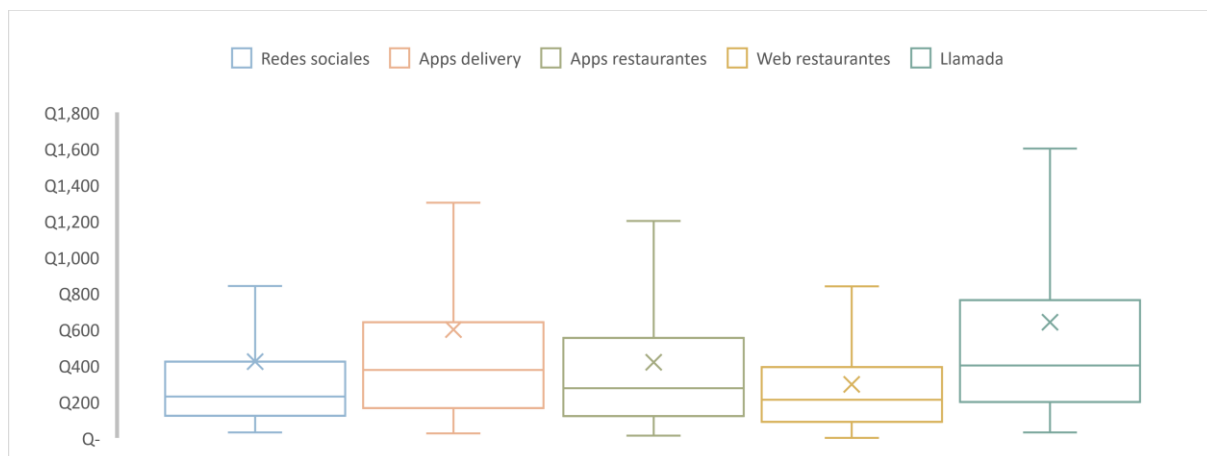 Redes sociales Apps delivery Apps restaurantes Web restaurantes Llamada
Q1,800
Q1,600
Q1,400
Q1,200
Q1,000
Q800
Q600
Q400
Q200
Q-